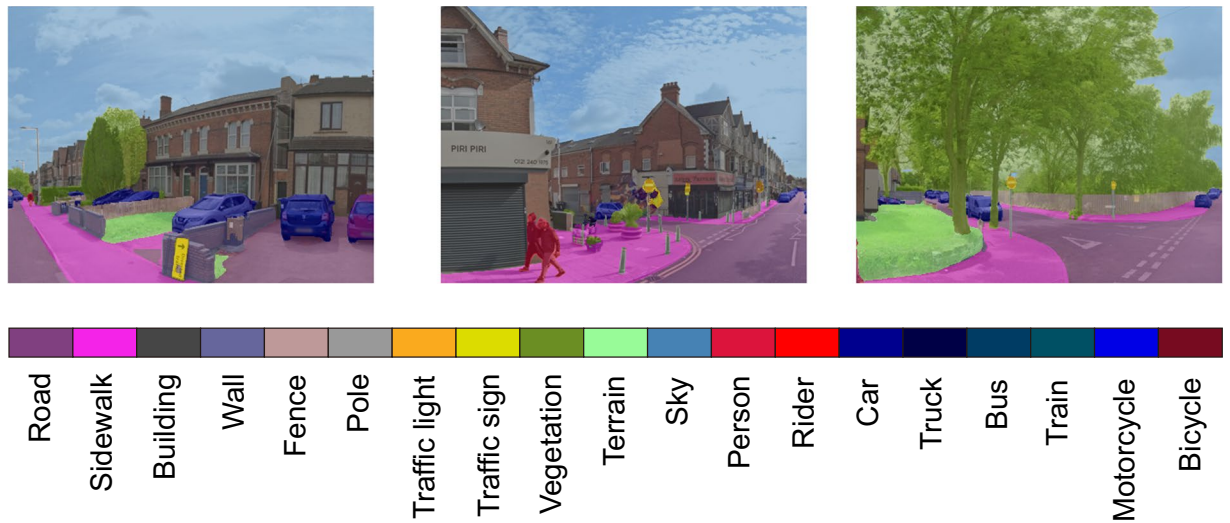 PIRI PIRI
Road
Sidewalk
Building
Wall
Fence
Pole
Traffic light
Traffic sign
Vegetation
Terrain
Sky
Person
Rider
Car
Truck
Bus
Train
Motorcycle
Bicycle